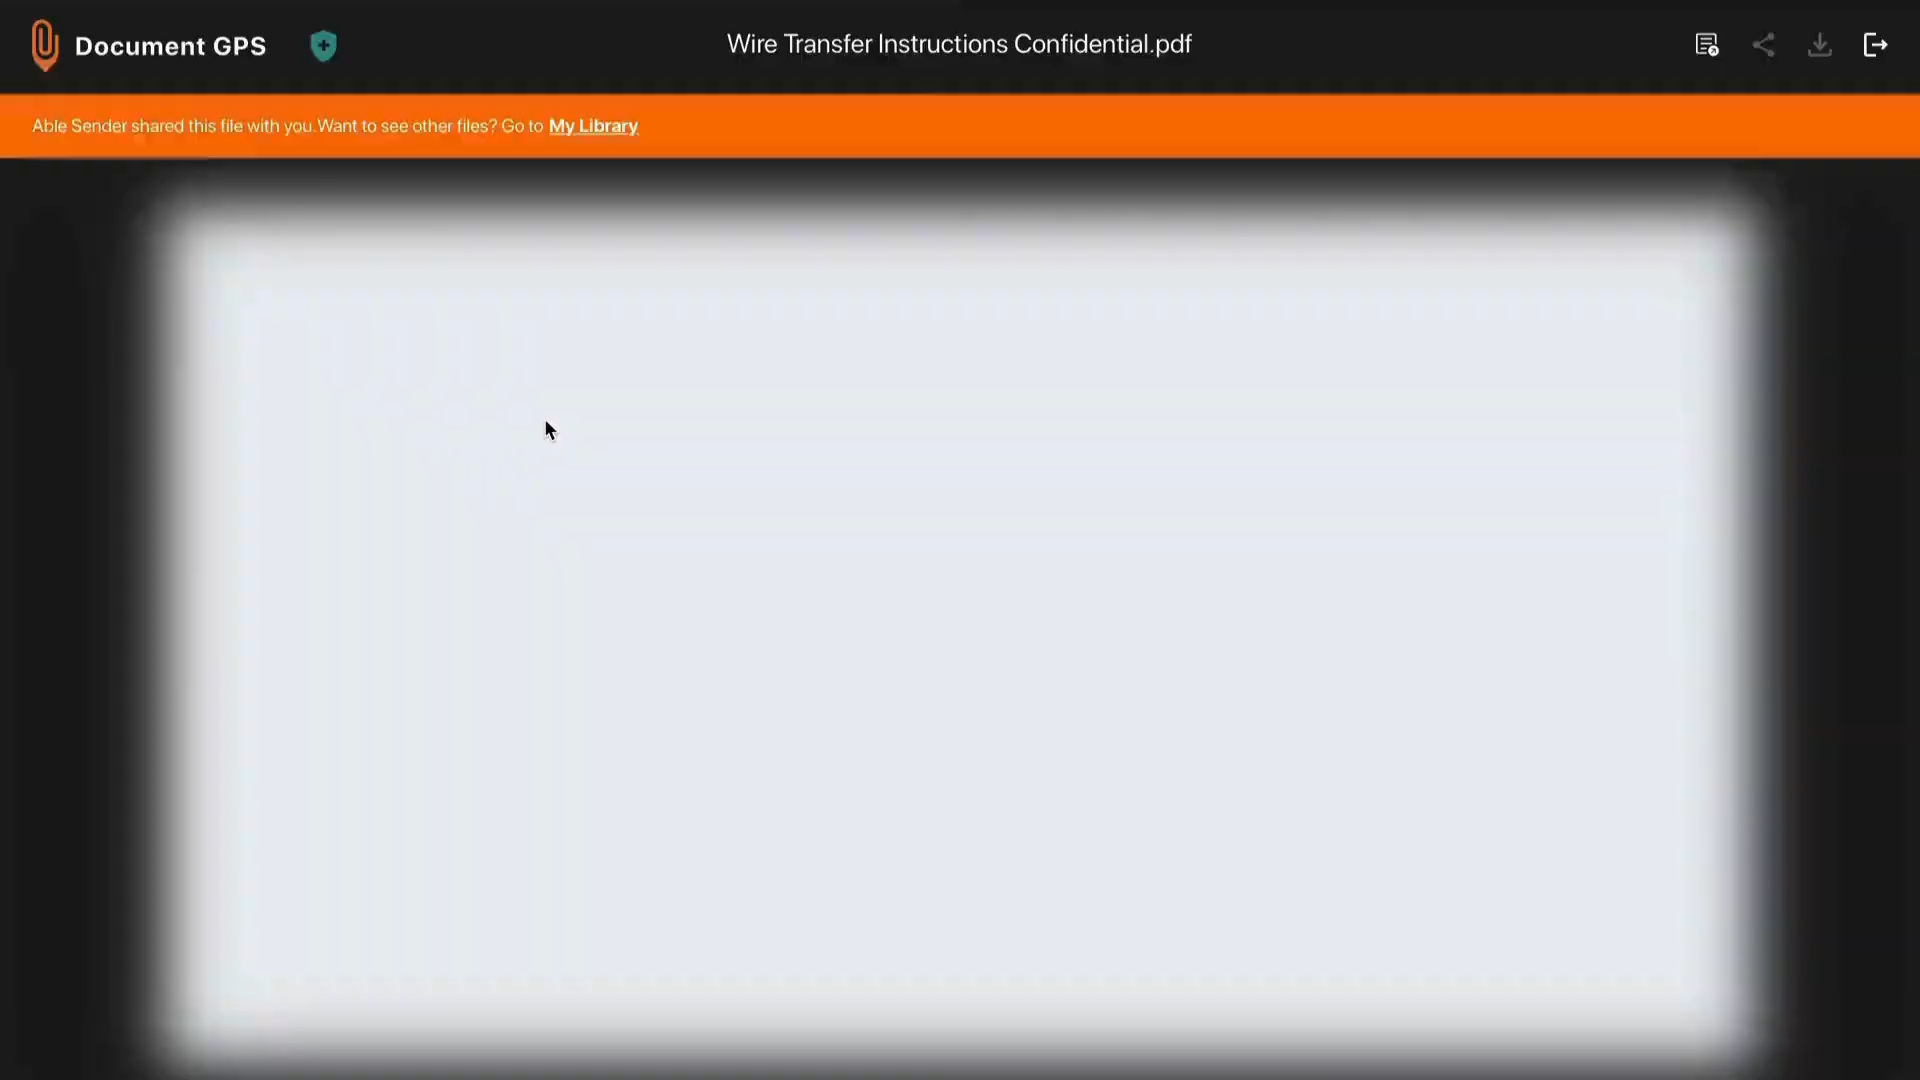 Document GPS
Wire Transfer Instructions Confidential.pdf
Able Sender shared this file with you.Want to see other files? Go to My Library